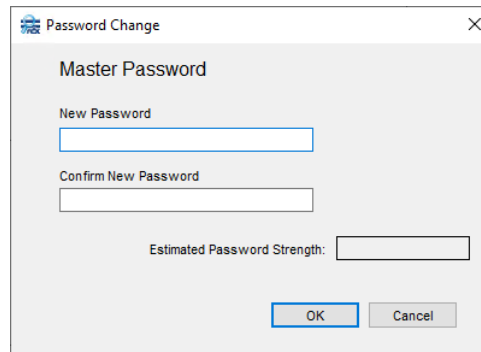 Password Change
Master Password
New Password
Confirm New Password
Estimated Password Strength:
OK
Cancel